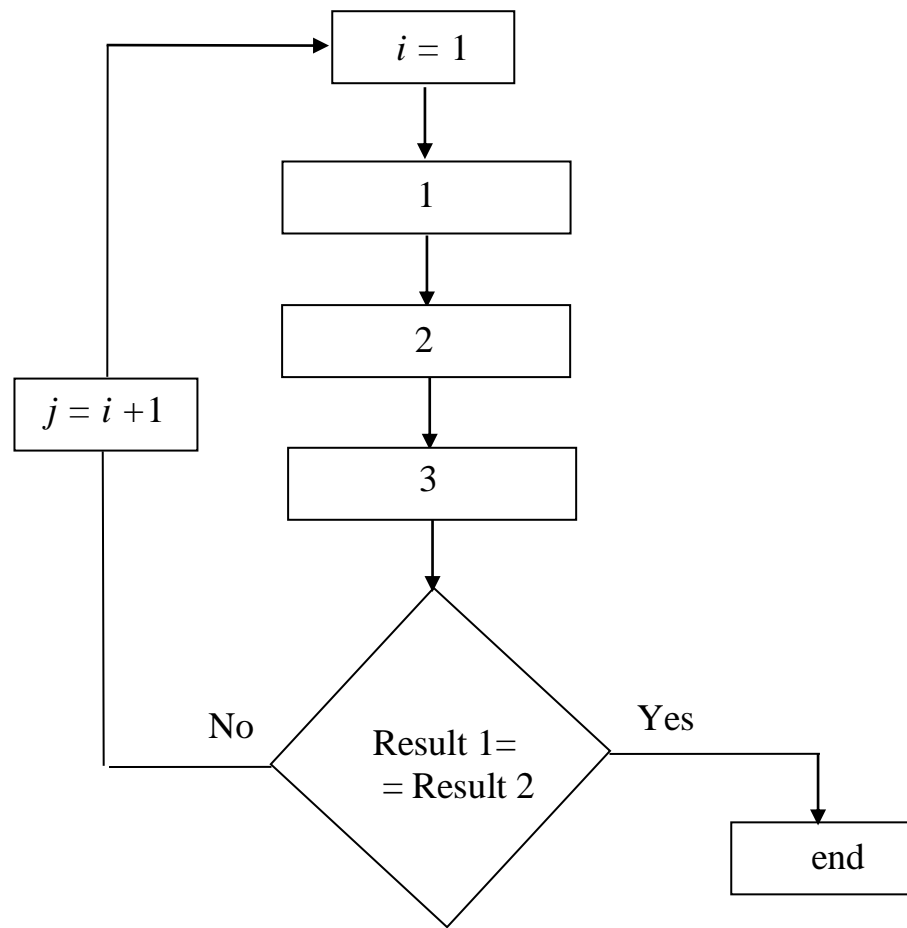 i = 1
1
2
j = i +1
3
No
Yes
Result 1=
= Result 2
end